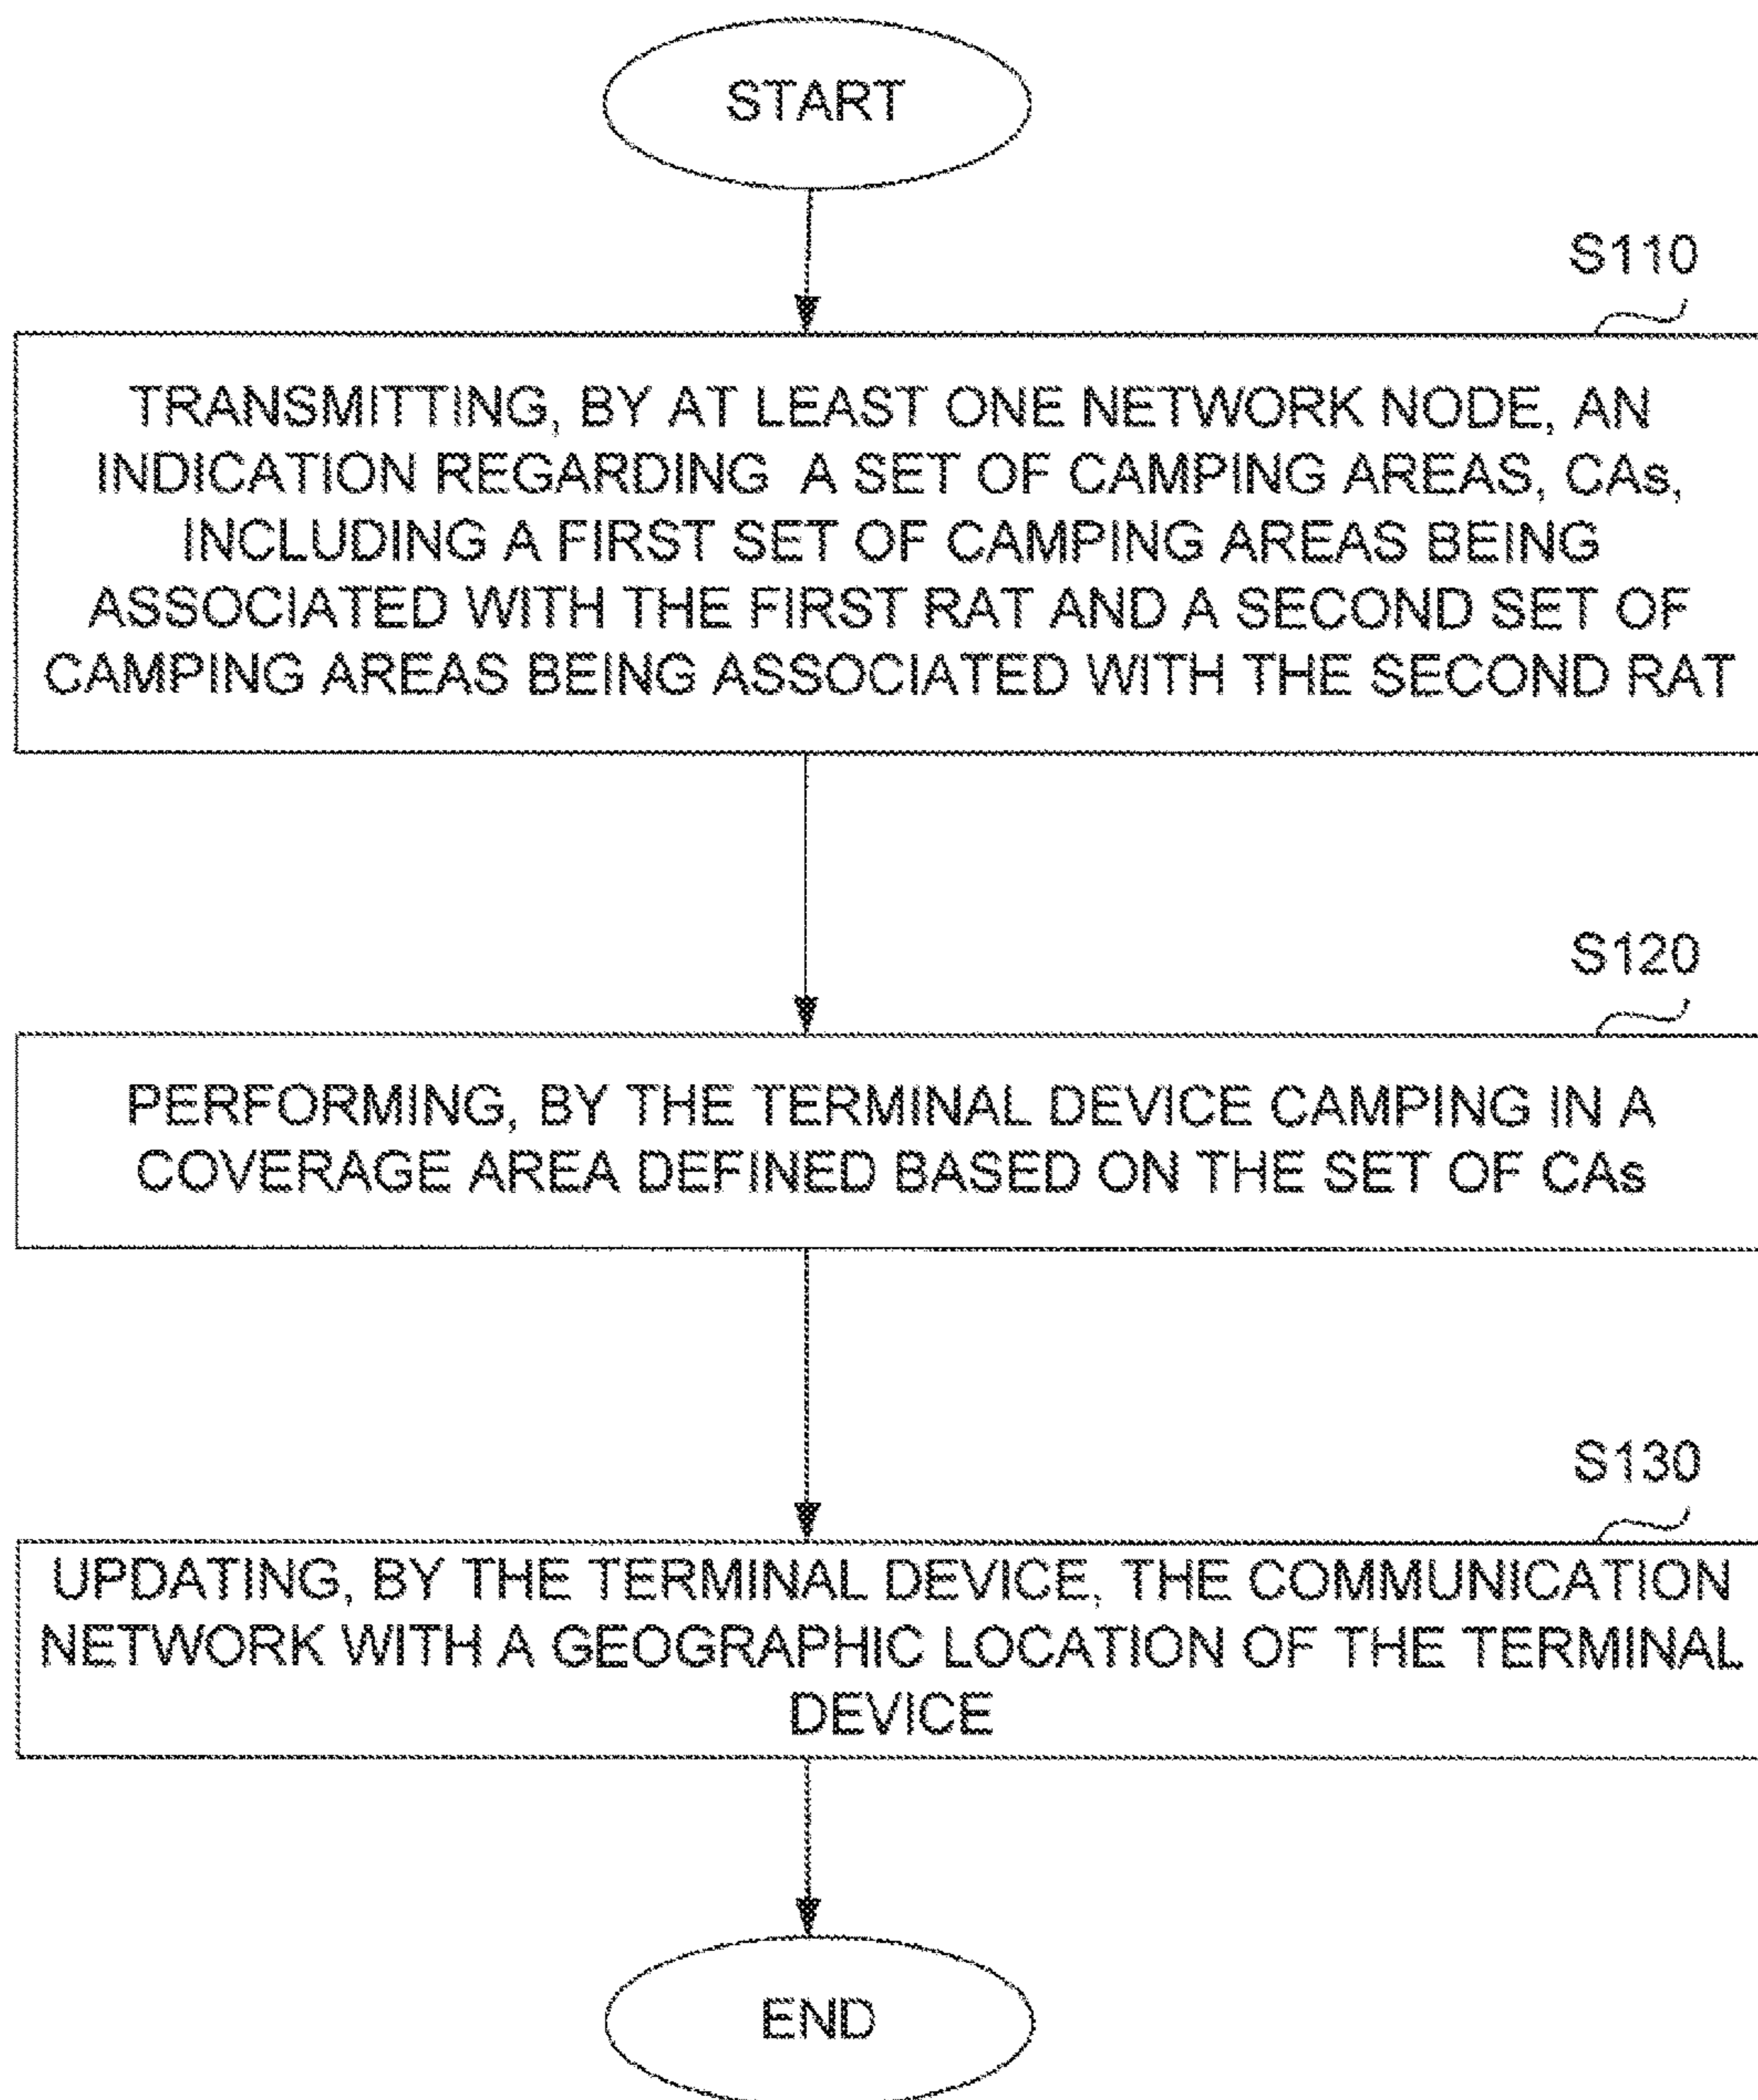 START
S110
TRANSMITTING, BY AT LEAST ONE NETWORK NODE, AN
INDICATION REGARDING A SET OF CAMPING AREAS, CAs,
INCLUDING A FIRST SET OF CAMPING AREAS BEING
ASSOCIATED WITH THE FIRST RAT AND A SECOND SET OF
CAMPING AREAS BEING ASSOCIATED WITH THE SECOND RAT
S120
PERFORMING, BY THE TERMINAL DEVICE CAMPING IN A
COVERAGE AREA DEFINED BASED ON THE SET OF CAs
S130
UPDATING, BY THE TERMINAL DEVICE, THE COMMUNICATION
NETWORK WITH A GEOGRAPHIC LOCATION OF THE TERMINAL
DEVICE
END